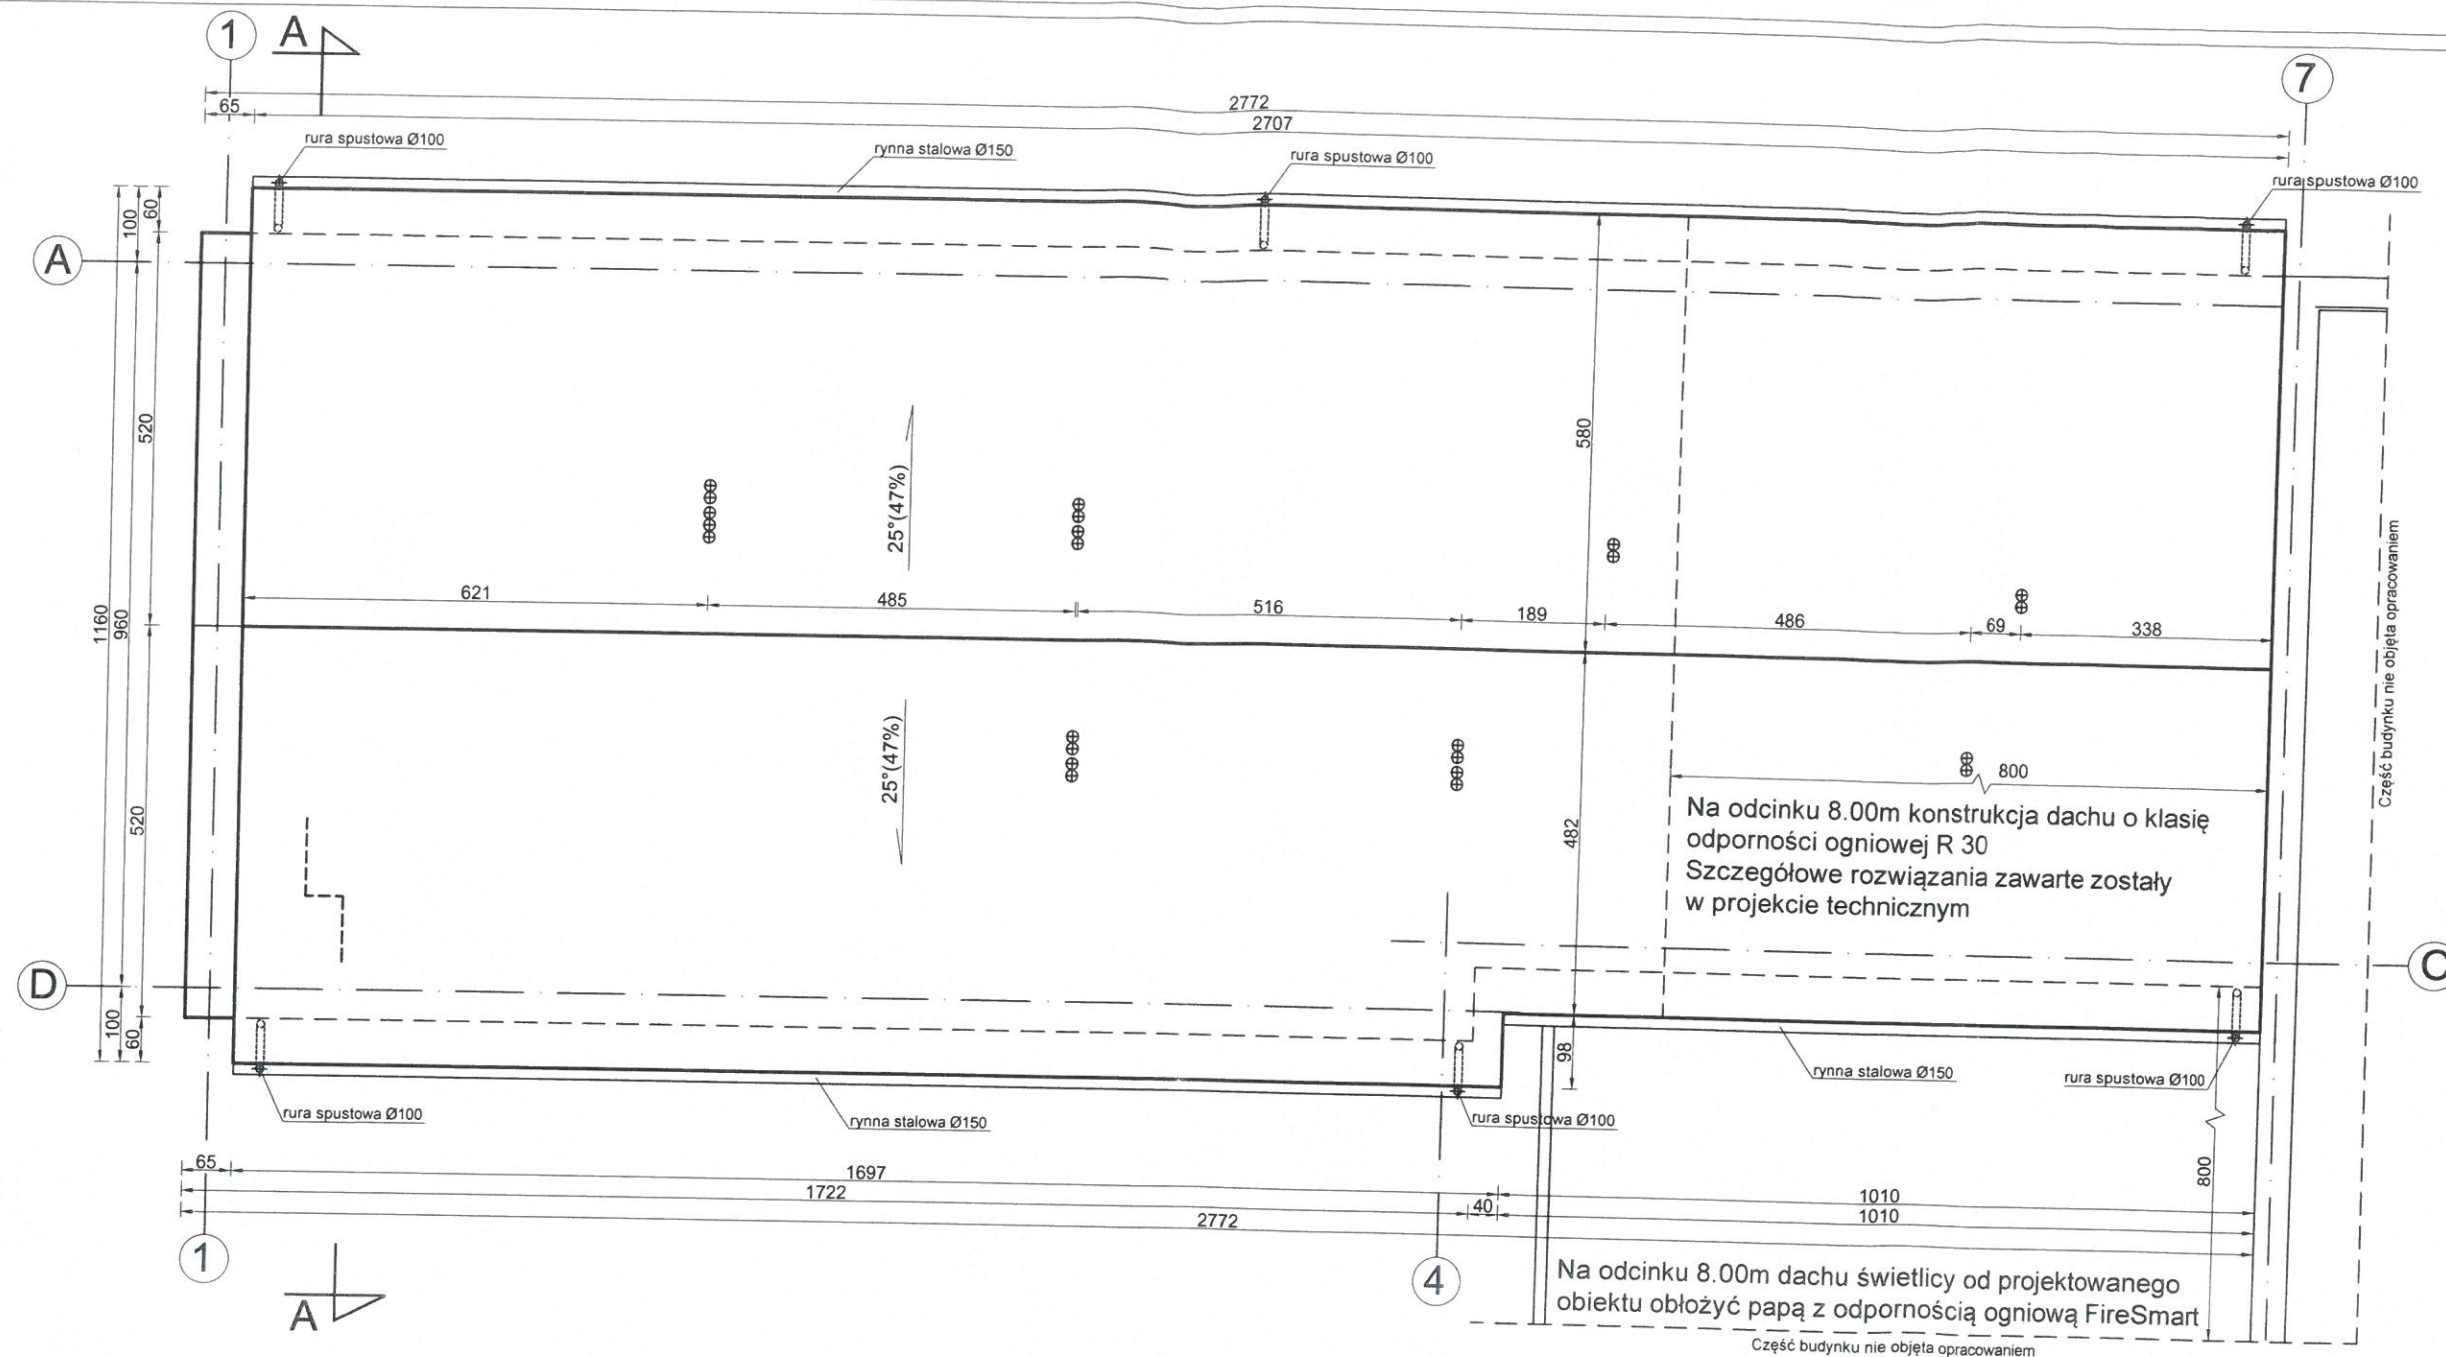 1
A
7
2772
65
2707
rura spustowa Ø100
rynna stalowa Ø150
rura spustowa Ø100
rura spustowa Ø100
60
100
A
520
580
25°(47%)
621
485
516
189
486
69
338
1160
960
Część budynku nie objęta opracowaniem
25°(47%)
800
520
482
Na odcinku 8.00m konstrukcja dachu o klasię
odporności ogniowej R 30
Szczegółowe rozwiązania zawarte zostały
w projekcie technicznym
D
C
100
60
98
rynna stalowa Ø150
rura spustowa Ø100
rura spustowa Ø100
rynna stalowa Ø150
rura spustowa Ø100
65
1697
800
1722
1010
40
1010
2772
1
4
A
Na odcinku 8.00m dachu świetlicy od projektowanego
obiektu obłożyć papą z odpornością ogniową FireSmart
Część budynku nie objęta opracowaniem